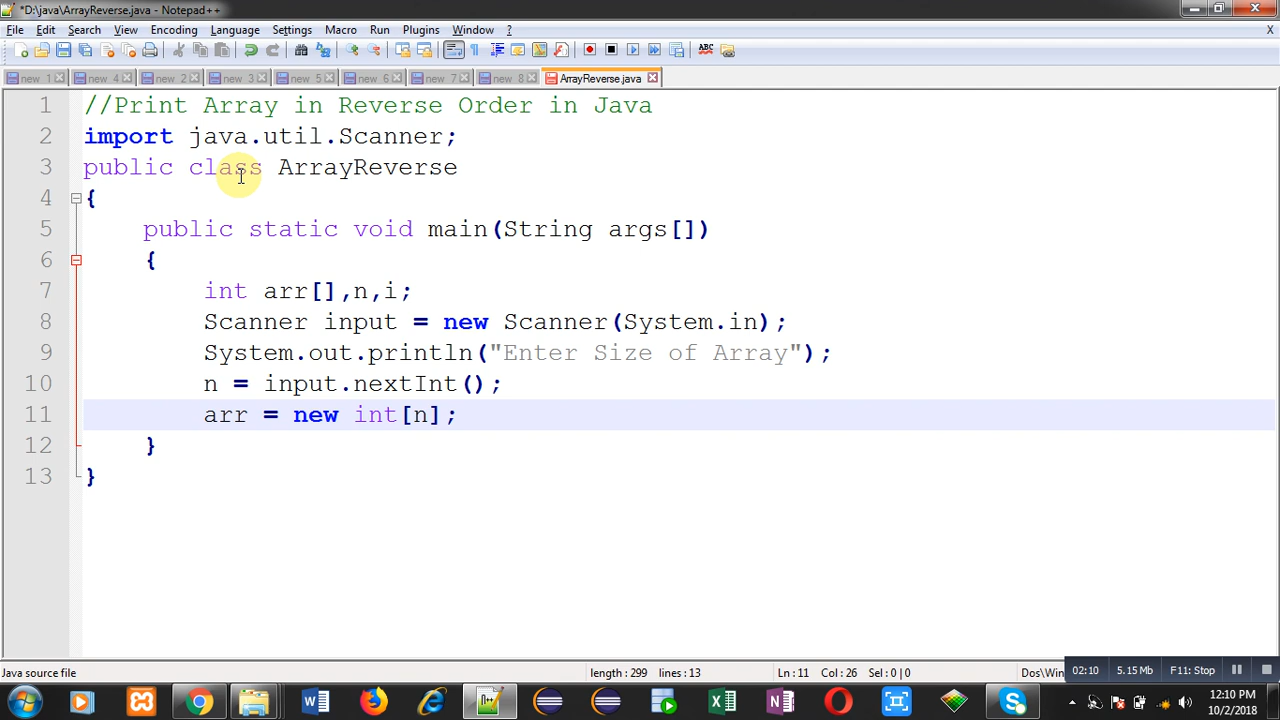 *D:\java\ArrayReverse.java - Notepad++
File Edit Search View Encoding Language Settings Macro Run Plugins Window ? X
new 1 new 4 new 2 new 3 new 5 new 6 new 7 new 8 ArrayReverse.java
1 //Print Array in Reverse Order in Java
2 import java.util.Scanner;
3 public class ArrayReverse
4 {
5 public static void main(String args[])
6 {
7 int arr[],n,i;
8 Scanner input = new Scanner(System.in);
9 System.out.println("Enter Size of Array");
10 n = input.nextInt();
11 arr = new int[n];
12 }
13 }
Java source file length : 299 lines : 13 Ln : 11 Col : 26 Sel : 0 | 0 Dos\Win
02:10 5.15 Mb F11: Stop
12:10 PM
10/2/2018